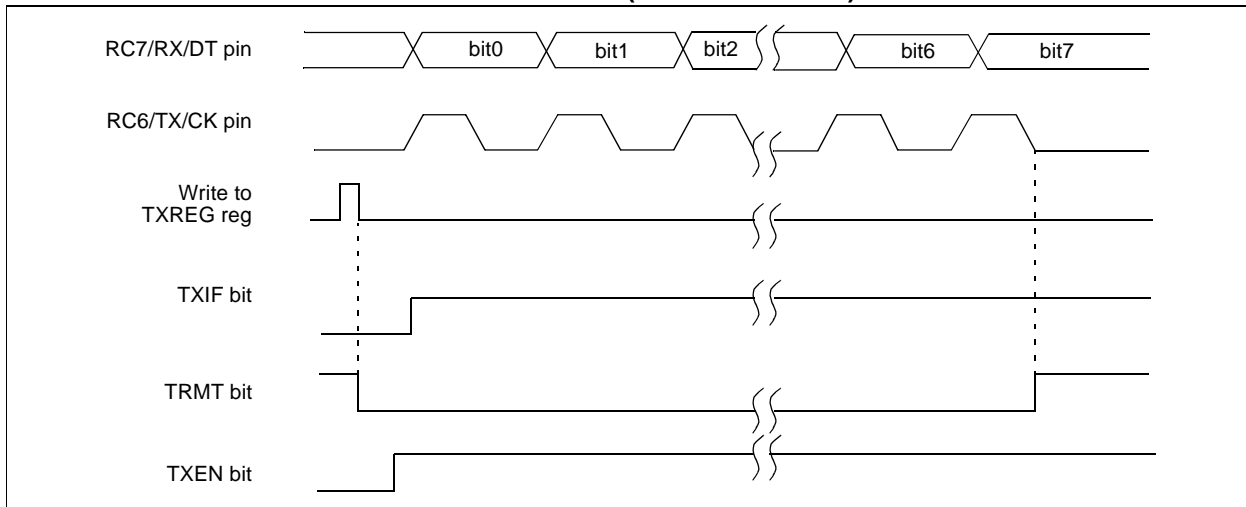 RC7/RX/DT pin
bit0 bit1 bit2 bit6 bit7
RC6/TX/CK pin
Write to
TXREG reg
TXIF bit
TRMT bit
TXEN bit